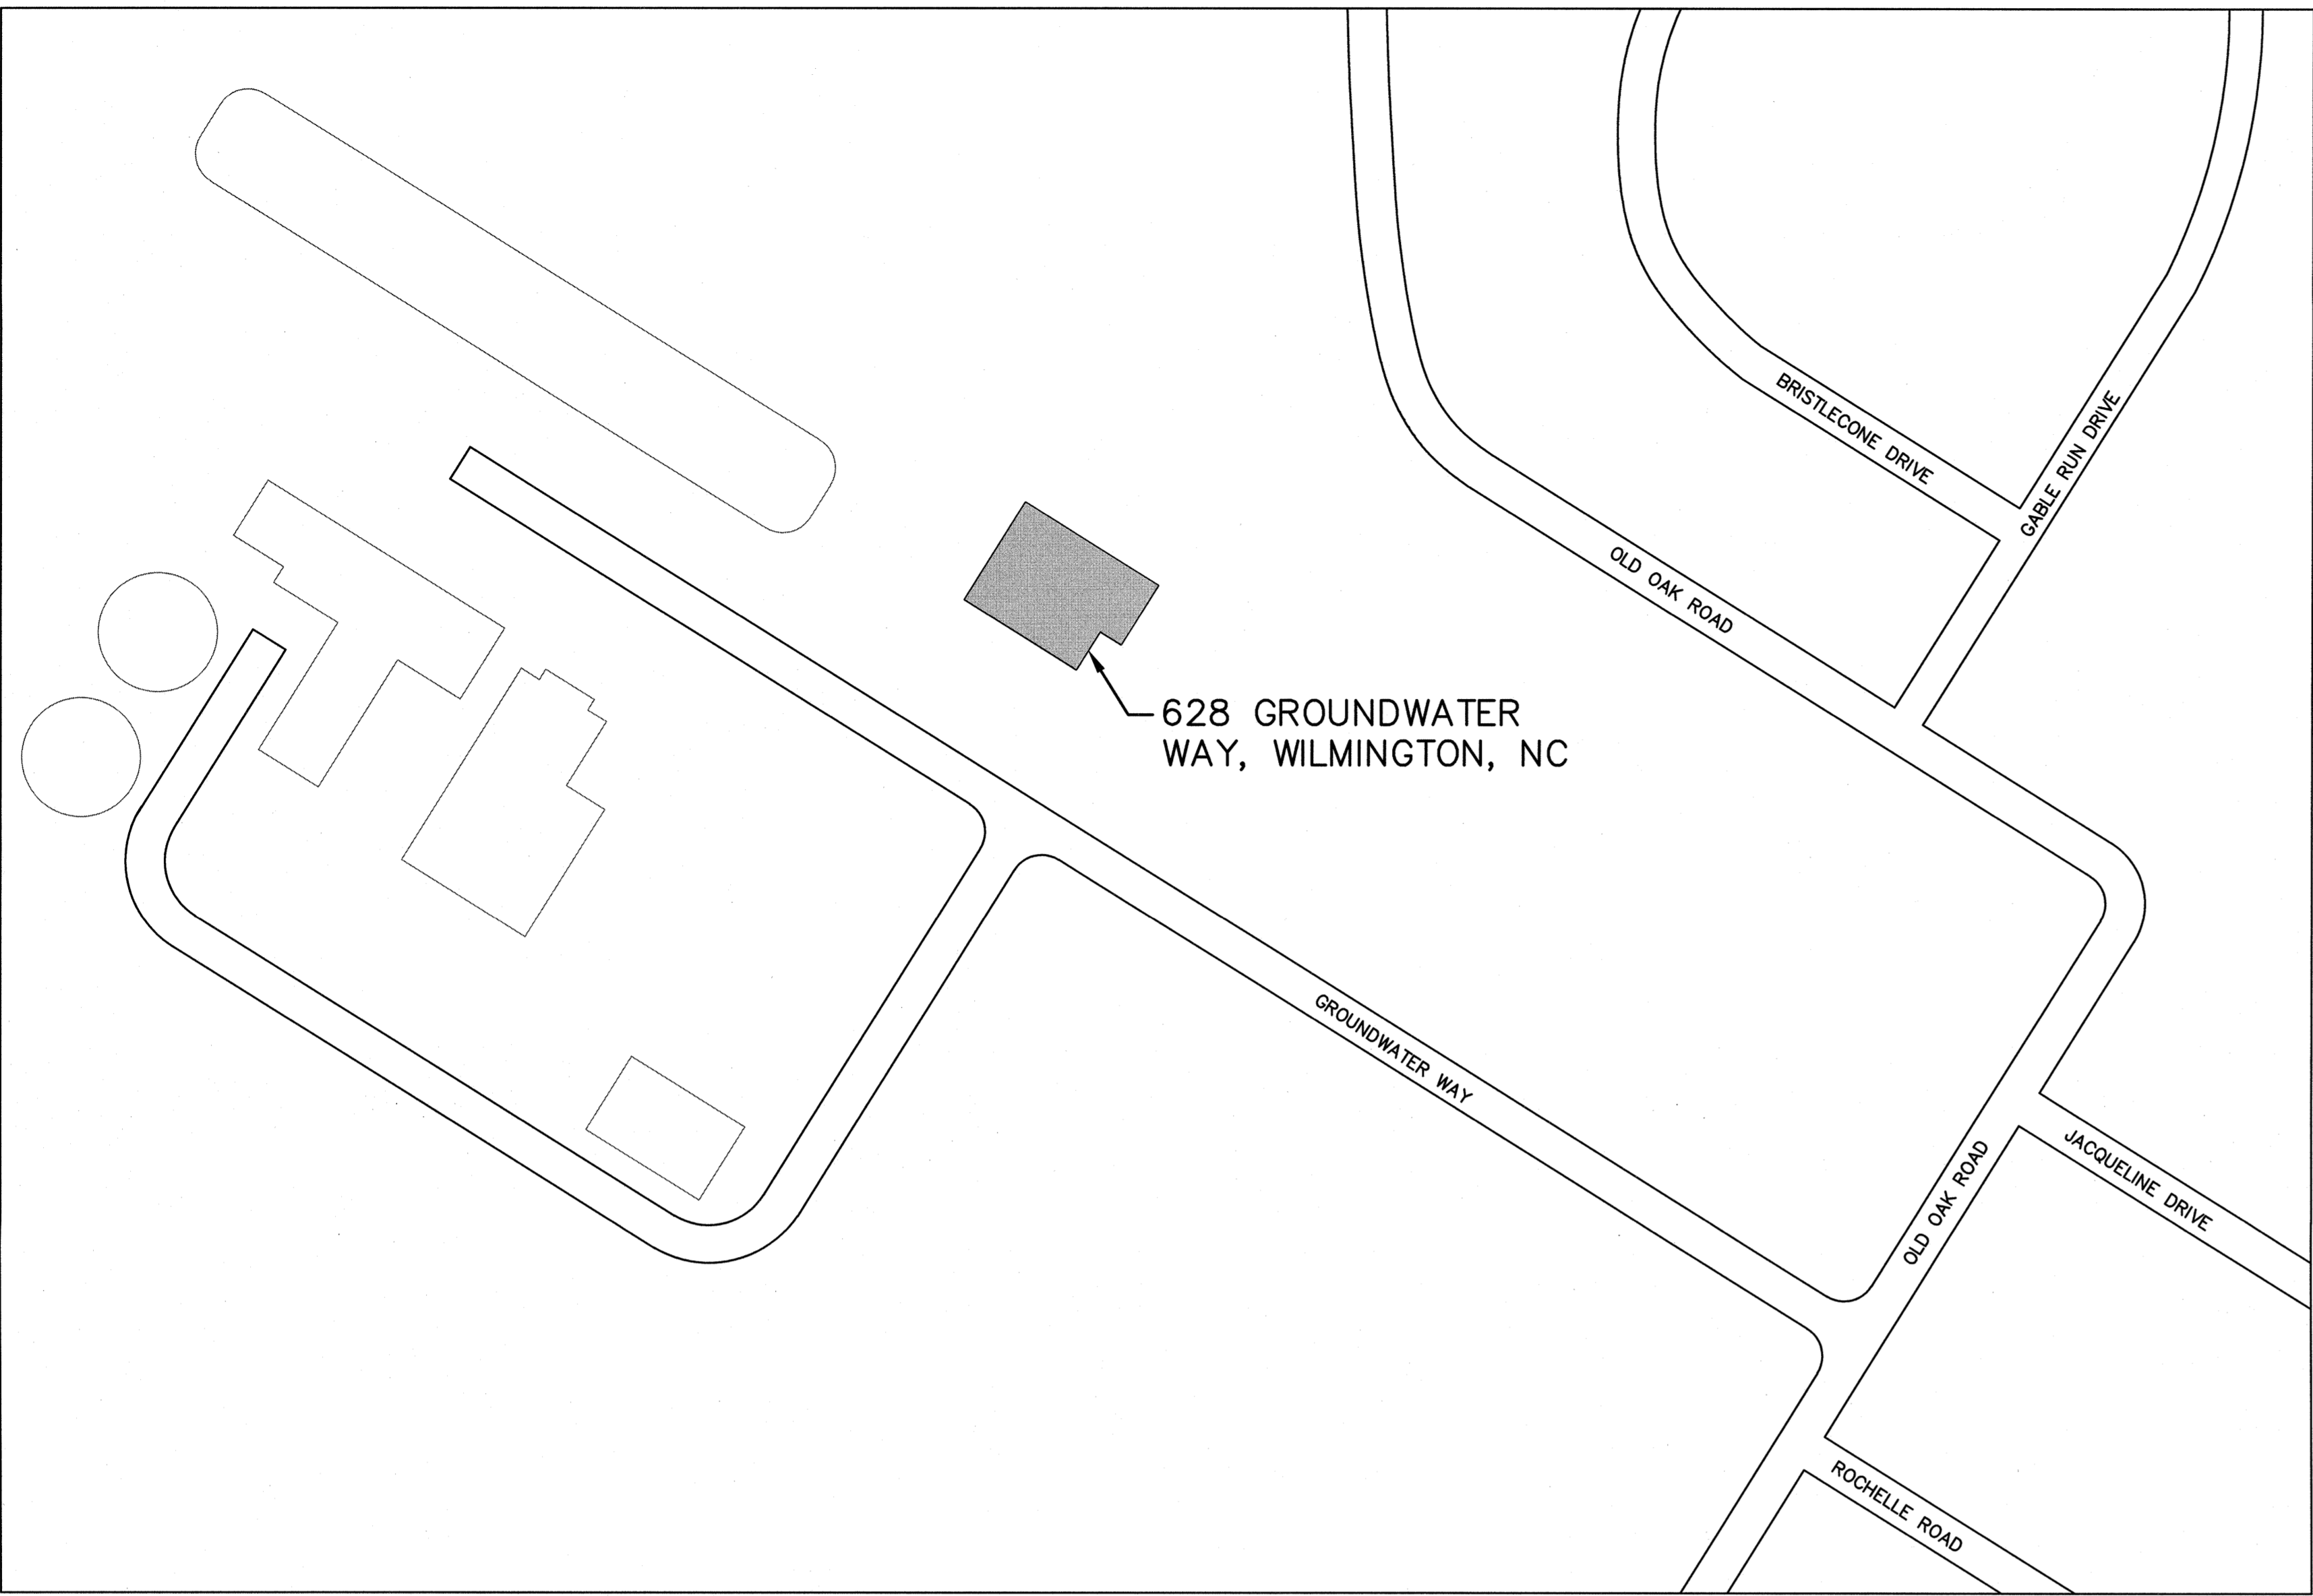 BRISTLECONE DRIVE
GABLE RUN DRIVE
OLD OAK ROAD
628 GROUNDWATER
WAY, WILMINGTON, NC
GROUNDWATER WAY
OLD OAK ROAD
JACQUELINE DRIVE
ROCHELLE ROAD